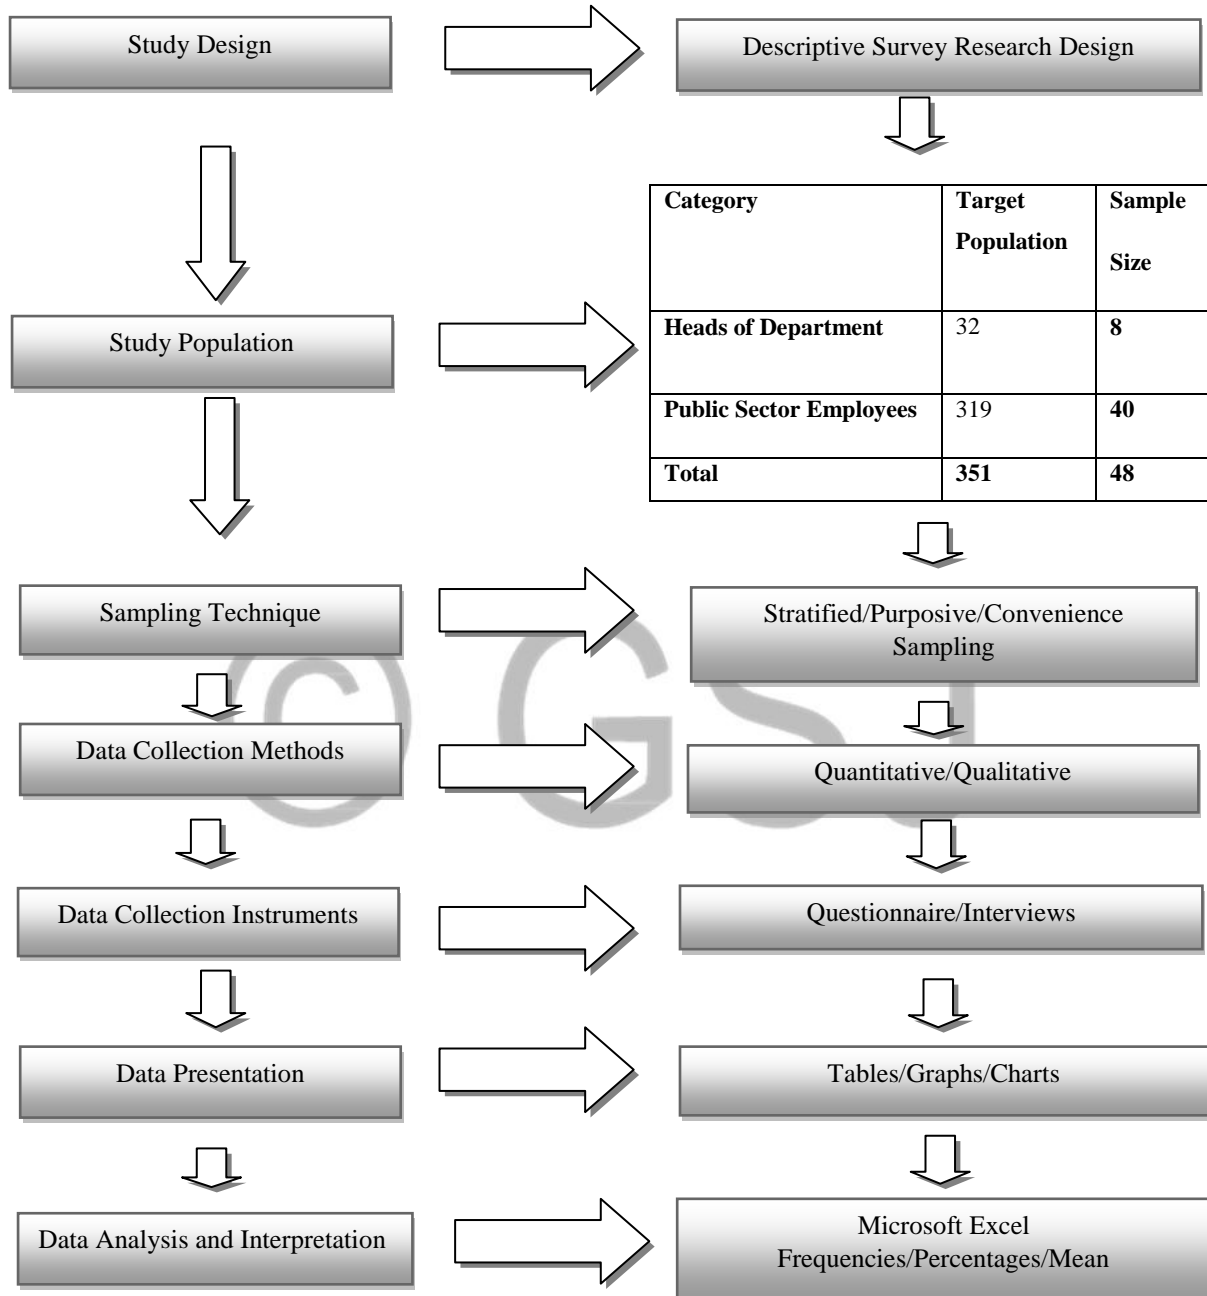 Study Design
Descriptive Survey Research Design
Category
Target
Population
Sample
Size
Heads of Department
32
8
Public Sector Employees
319
40
Total
351
48
Study Population
Sampling Technique
Stratified/Purposive/Convenience
Sampling
Data Collection Methods
Quantitative/Qualitative
© GSJ
Data Collection Instruments
Questionnaire/Interviews
Data Presentation
Tables/Graphs/Charts
Data Analysis and Interpretation
Microsoft Excel
Frequencies/Percentages/Mean